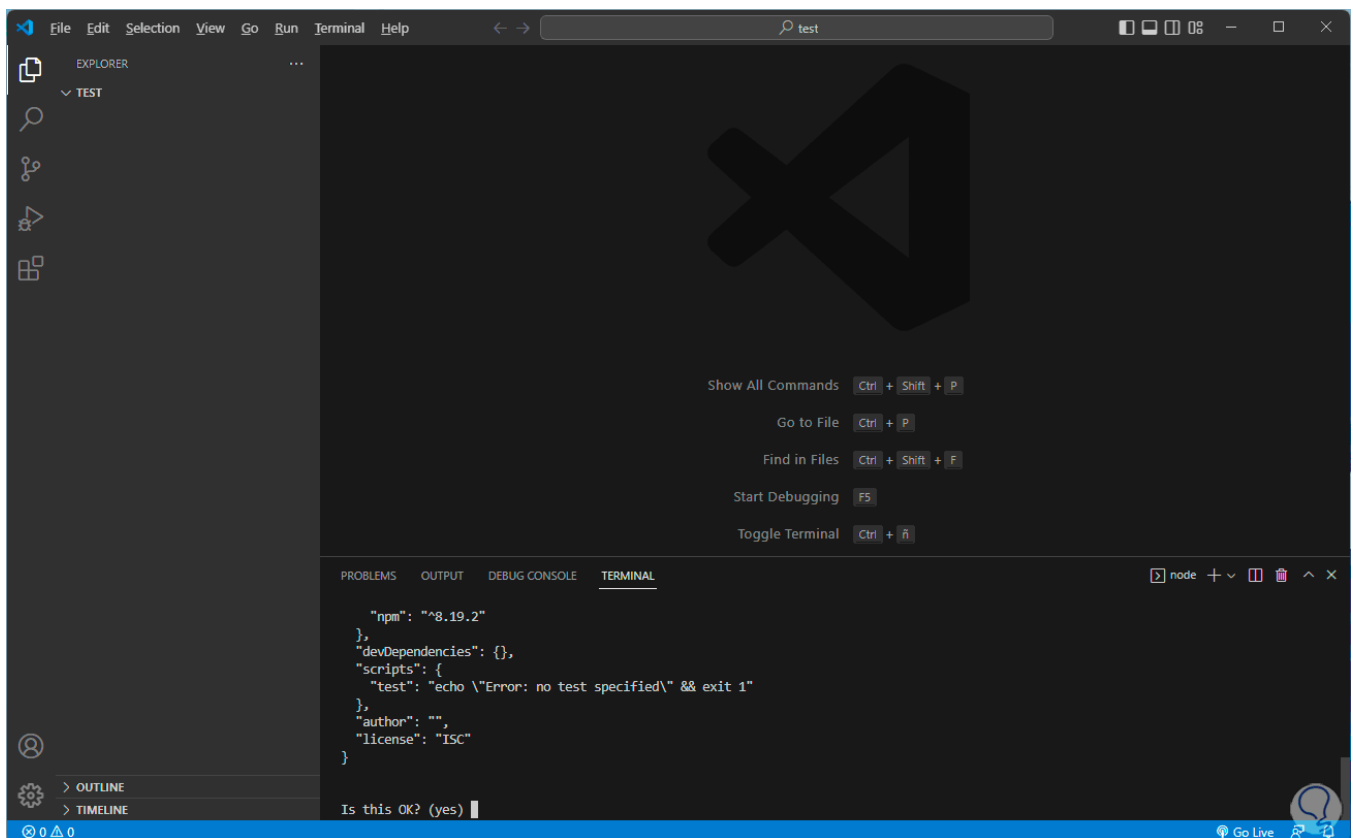 File Edit Selection View Go Run Terminal Help
test
EXPLORER
TEST
Show All Commands Ctrl + Shift + P
Go to File Ctrl + P
Find in Files Ctrl + Shift + F
Start Debugging F5
Toggle Terminal Ctrl + ñ
PROBLEMS OUTPUT DEBUG CONSOLE TERMINAL
node
"npm": "^8.19.2"
},
"devDependencies": {},
"scripts": {
"test": "echo \"Error: no test specified\" && exit 1"
},
"author": "",
"license": "ISC"
}
Is this OK? (yes)
OUTLINE
TIMELINE
0 0
Go Live